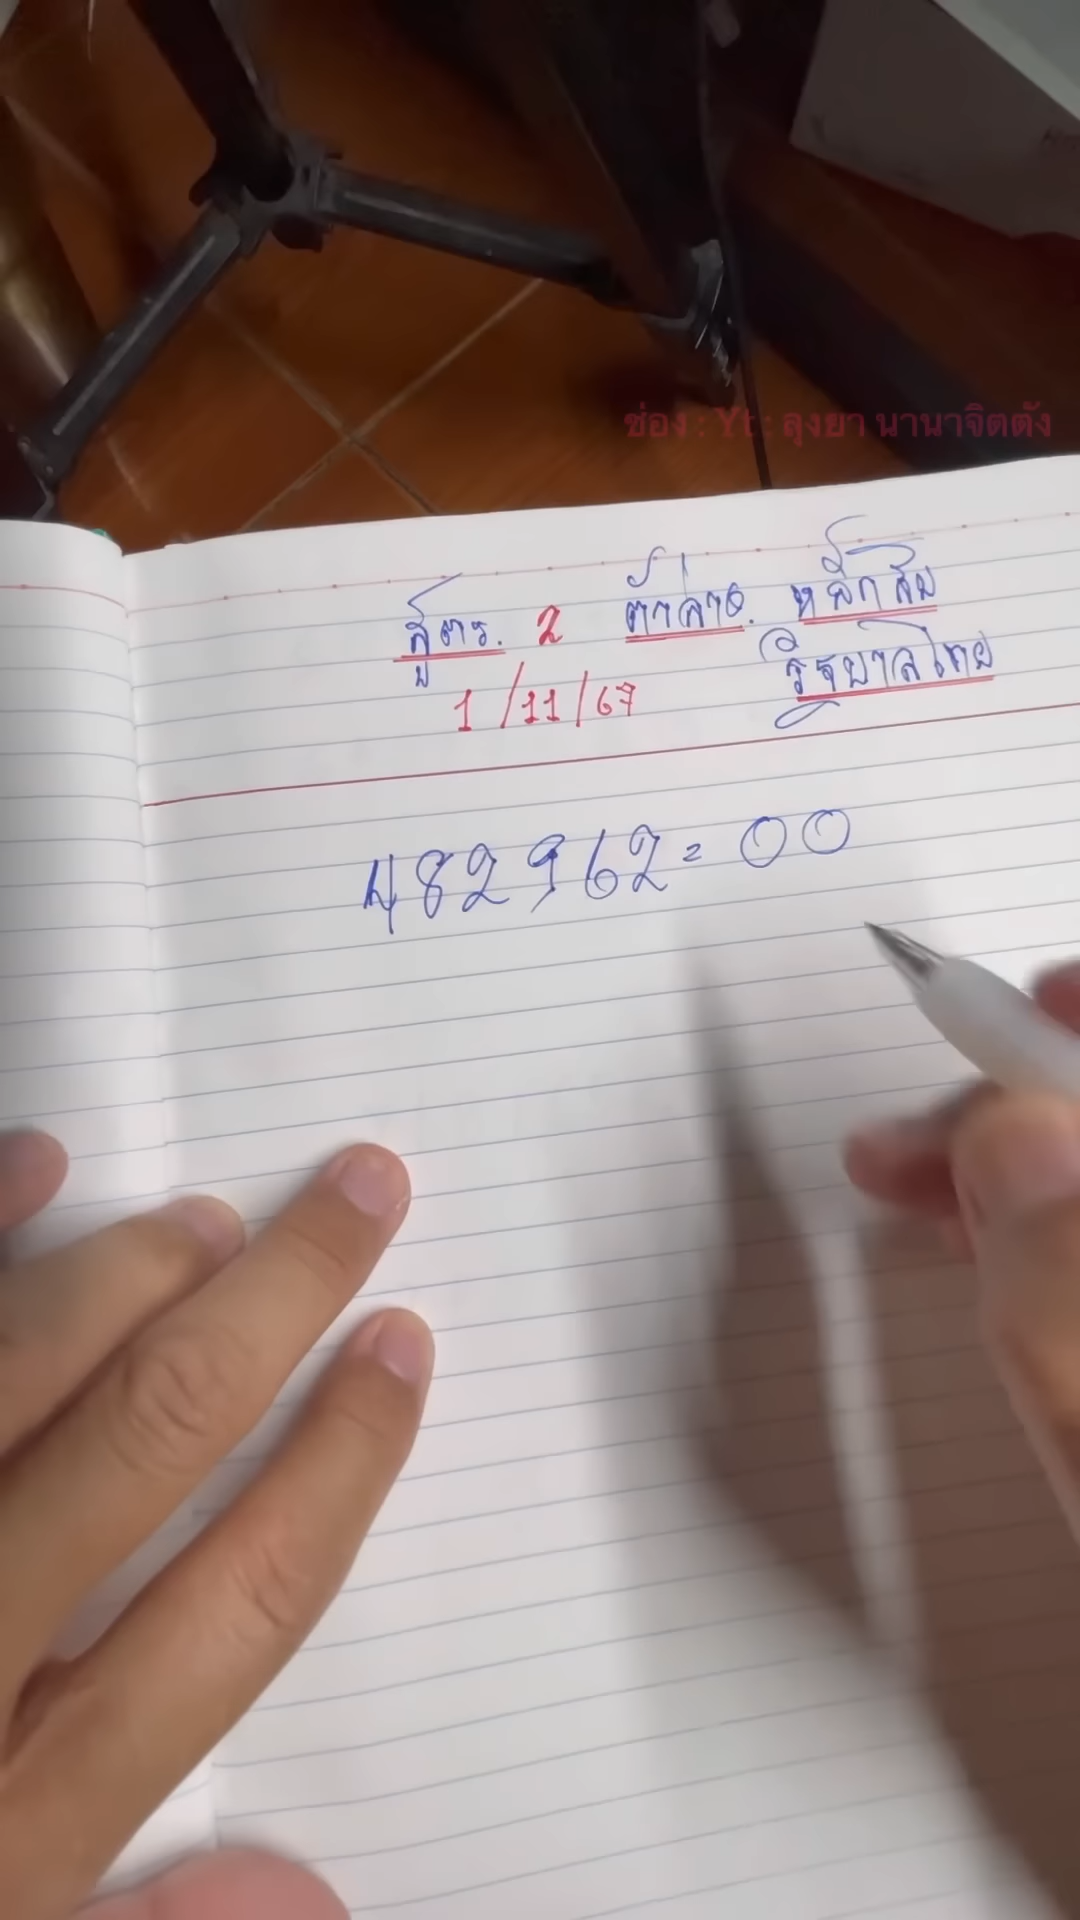 ช่อง : Yt : ลุงยา นานาจิตตัง
สูตร. 2 ตัวล่าง. หลักสิบ
1/11/67 รัฐบาลไทย
482962 = 00